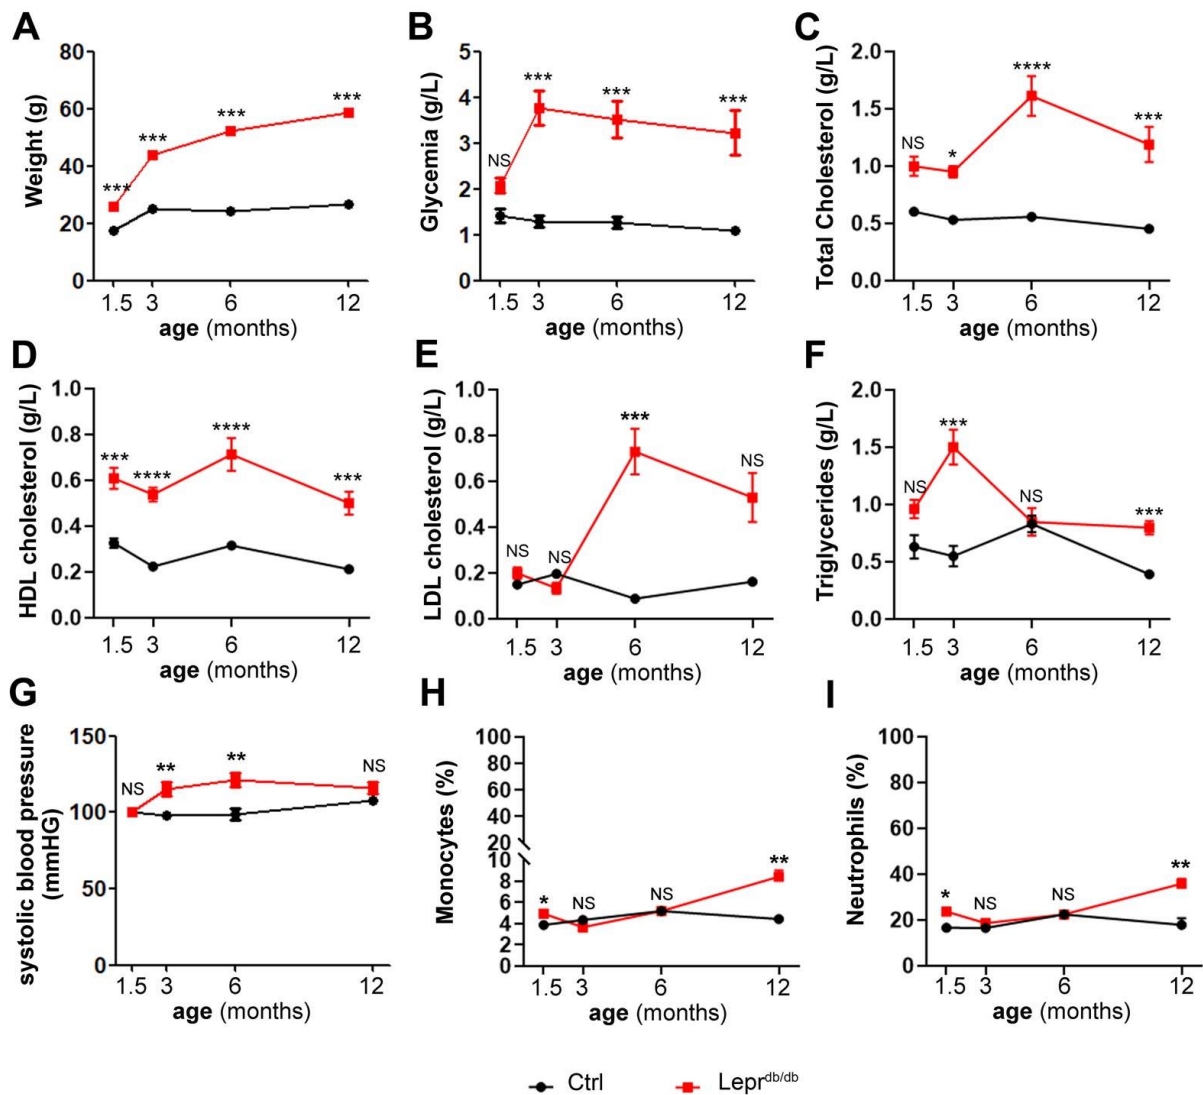 A
Weight (g)
80
60
40
20
0
***
***
***
***
1.5 3 6 12
age (months)
B
Glycemia (g/L)
5
4
3
2
1
0
NS
***
***
***
1.5 3 6 12
age (months)
C
Total Cholesterol (g/L)
2.0
1.5
1.0
0.5
0.0
NS
*
****
***
1.5 3 6 12
age (months)
D
HDL cholesterol (g/L)
1.0
0.8
0.6
0.4
0.2
0.0
***
****
****
***
1.5 3 6 12
age (months)
E
LDL cholesterol (g/L)
1.0
0.8
0.6
0.4
0.2
0.0
NS
NS
***
NS
1.5 3 6 12
age (months)
F
Triglycerides (g/L)
2.0
1.5
1.0
0.5
0.0
NS
***
NS
***
1.5 3 6 12
age (months)
G
systolic blood pressure
(mmHG)
150
100
50
0
NS
**
**
NS
1.5 3 6 12
age (months)
H
Monocytes (%)
100
80
60
40
20
10
8
6
4
2
0
*
NS
NS
**
1.5 3 6 12
age (months)
I
Neutrophils (%)
100
80
60
40
20
0
*
NS
NS
**
1.5 3 6 12
age (months)
Ctrl
Lepr^db/db